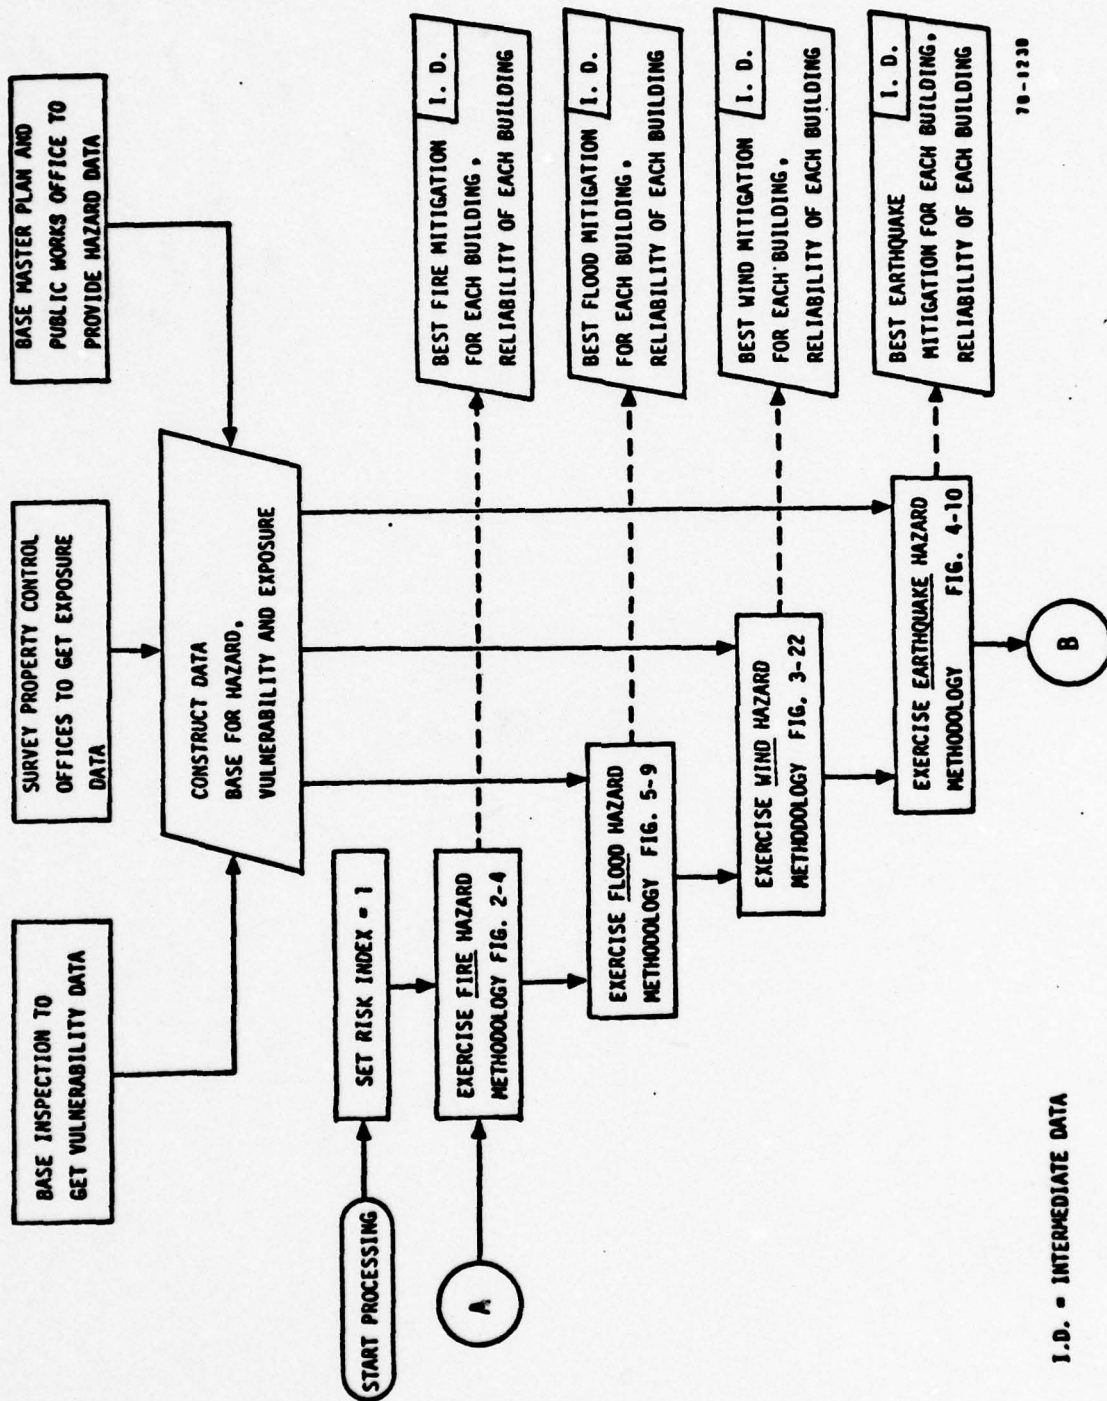 BASE INSPECTION TO
GET VULNERABILITY DATA
SURVEY PROPERTY CONTROL
OFFICES TO GET EXPOSURE
DATA
BASE MASTER PLAN AND
PUBLIC WORKS OFFICE TO
PROVIDE HAZARD DATA
CONSTRUCT DATA
BASE FOR HAZARD,
VULNERABILITY AND EXPOSURE
START PROCESSING
SET RISK INDEX = 1
A
EXERCISE FIRE HAZARD
METHODOLOGY FIG. 2-4
BEST FIRE MITIGATION
FOR EACH BUILDING,
RELIABILITY OF EACH BUILDING
I. D.
EXERCISE FLOOD HAZARD
METHODOLOGY FIG. 5-9
BEST FLOOD MITIGATION
FOR EACH BUILDING,
RELIABILITY OF EACH BUILDING
I. D.
EXERCISE WIND HAZARD
METHODOLOGY FIG. 3-22
BEST WIND MITIGATION
FOR EACH BUILDING,
RELIABILITY OF EACH BUILDING
I. D.
EXERCISE EARTHQUAKE HAZARD
METHODOLOGY FIG. 4-10
BEST EARTHQUAKE
MITIGATION FOR EACH BUILDING,
RELIABILITY OF EACH BUILDING
I. D.
B
I.D. = INTERMEDIATE DATA
78-1230